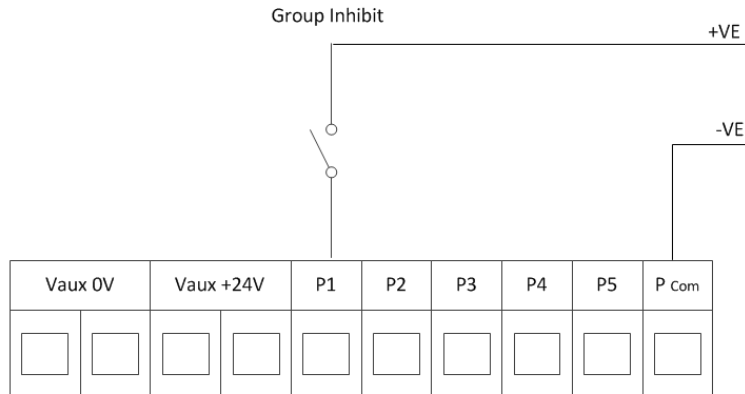 Group Inhibit
+VE
-VE
Vaux 0V Vaux +24V P1 P2 P3 P4 P5 P Com